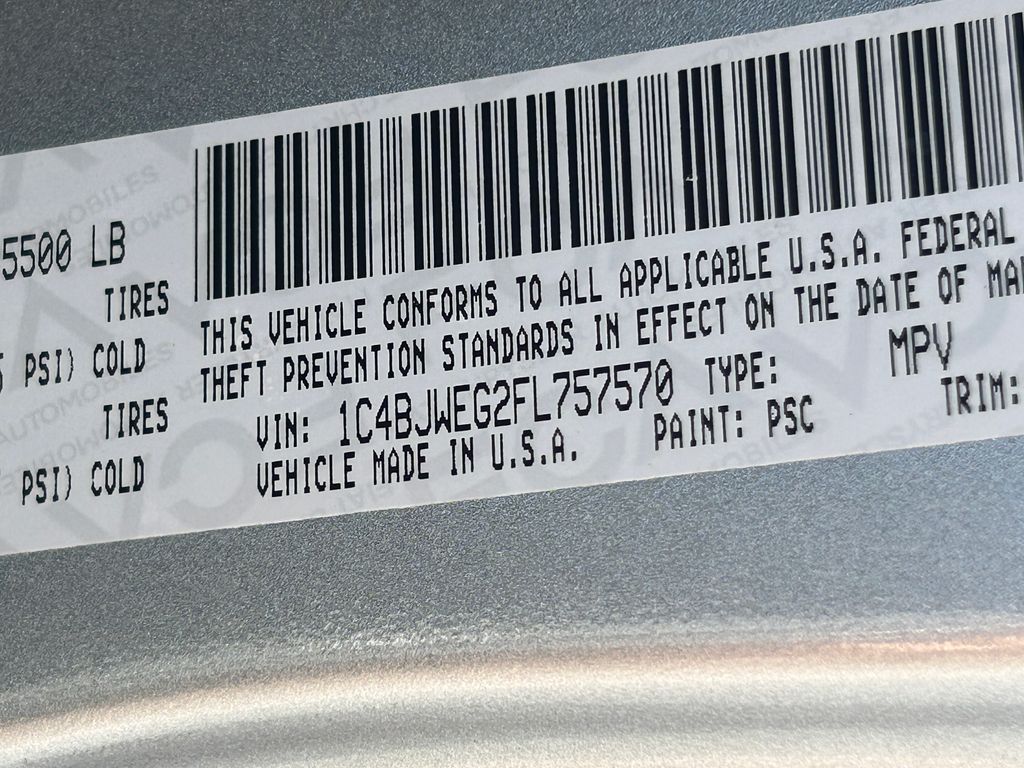 5500 LB
TIRES
PSI) COLD
TIRES
PSI) COLD
THIS VEHICLE CONFORMS TO ALL APPLICABLE U.S.A. FEDERAL
THEFT PREVENTION STANDARDS IN EFFECT ON THE DATE OF MA
VIN: 1C4BJWEG2FL757570 TYPE: MPV
VEHICLE MADE IN U.S.A. PAINT: PSC TRIM: